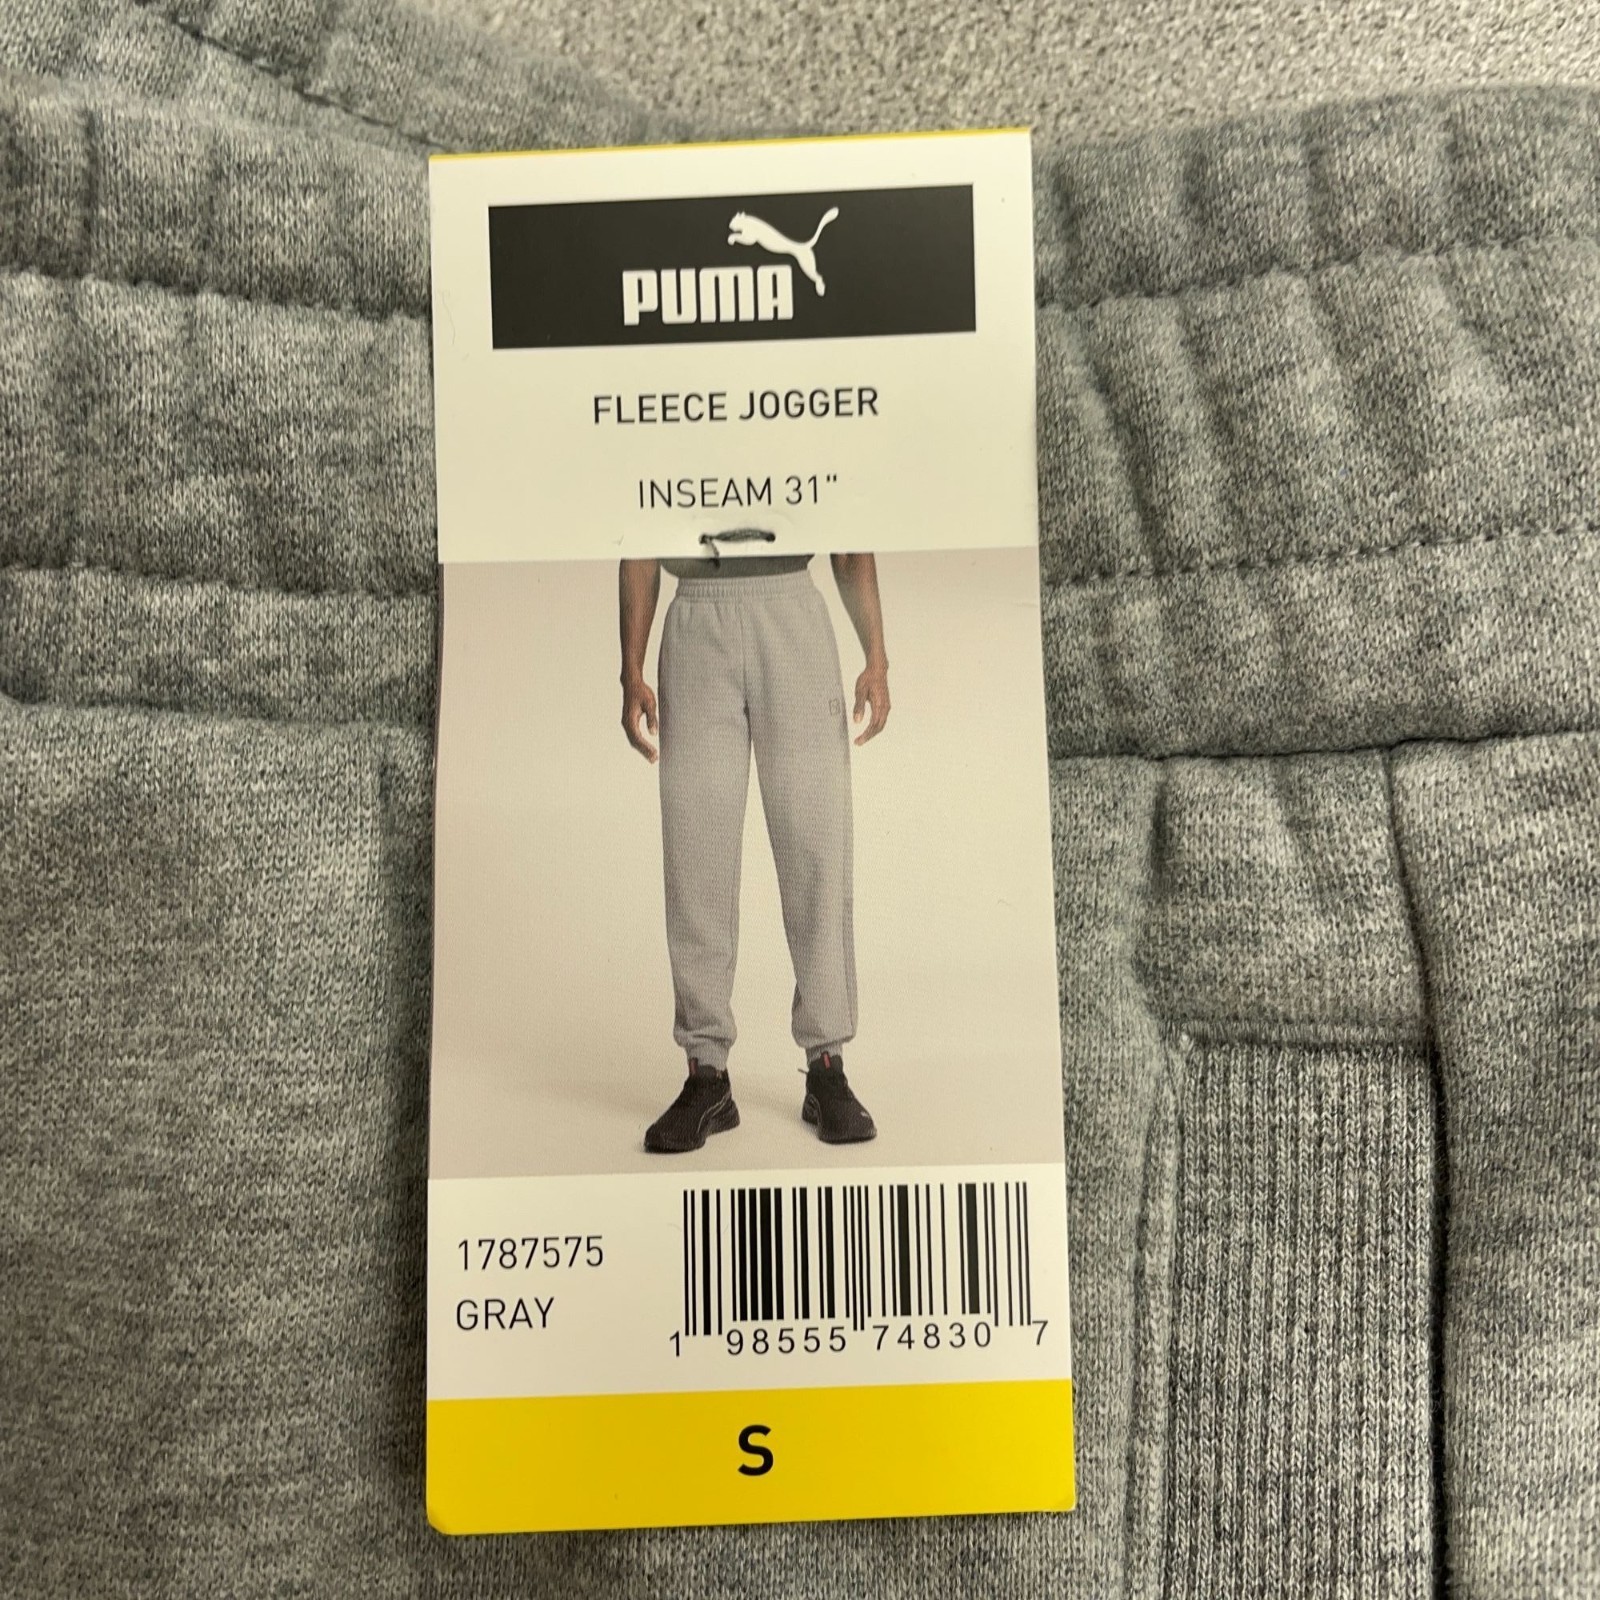 PUMA
FLEECE JOGGER
INSEAM 31"
1787575
GRAY
1 98555 74830 7
S